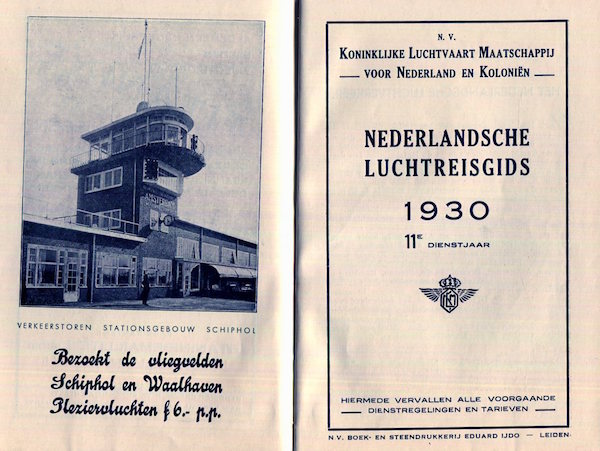 AMSTERDAM
VERKEERSTOREN STATIONSGEBOUW SCHIPHOL
Bezoekt de vliegvelden
Schiphol en Waalhaven
Pleziervluchten f 6.- p.p.
N. V.
KONINKLIJKE LUCHTVAART MAATSCHAPPIJ
VOOR NEDERLAND EN KOLONIËN
NEDERLANDSCHE
LUCHTREISGIDS
1930
11E DIENSTJAAR
KLM
HIERMEDE VERVALLEN ALLE VOORGAANDE
DIENSTREGELINGEN EN TARIEVEN
N.V. BOEK- EN STEENDRUKKERIJ EDUARD IJDO — LEIDEN.